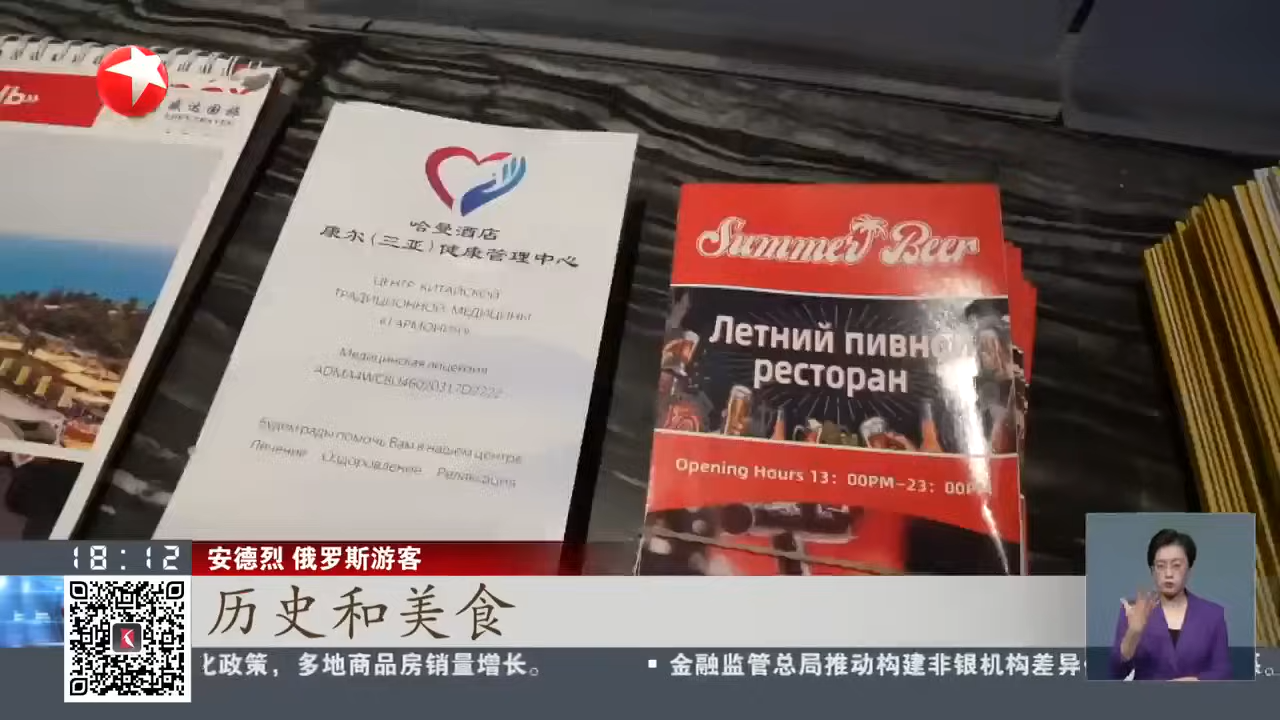 哈曼酒店
康尔(三亚)健康管理中心
ЦЕНТР КИТАЙСКОЙ
ТРАДИЦИОННОЙ МЕДИЦИНЫ
«ГАРМОНИЯ»
Медицинская лицензия
Будем рады помочь Вам в нашем центре
Лечение Оздоровление Релаксация
Summer Beer
Летний пивно
ресторан
Opening Hours 13: 00PM-23: 00P
18:12
安德烈 俄罗斯游客
历史和美食
化政策，多地商品房销量增长。
▪ 金融监管总局推动构建非银机构差异